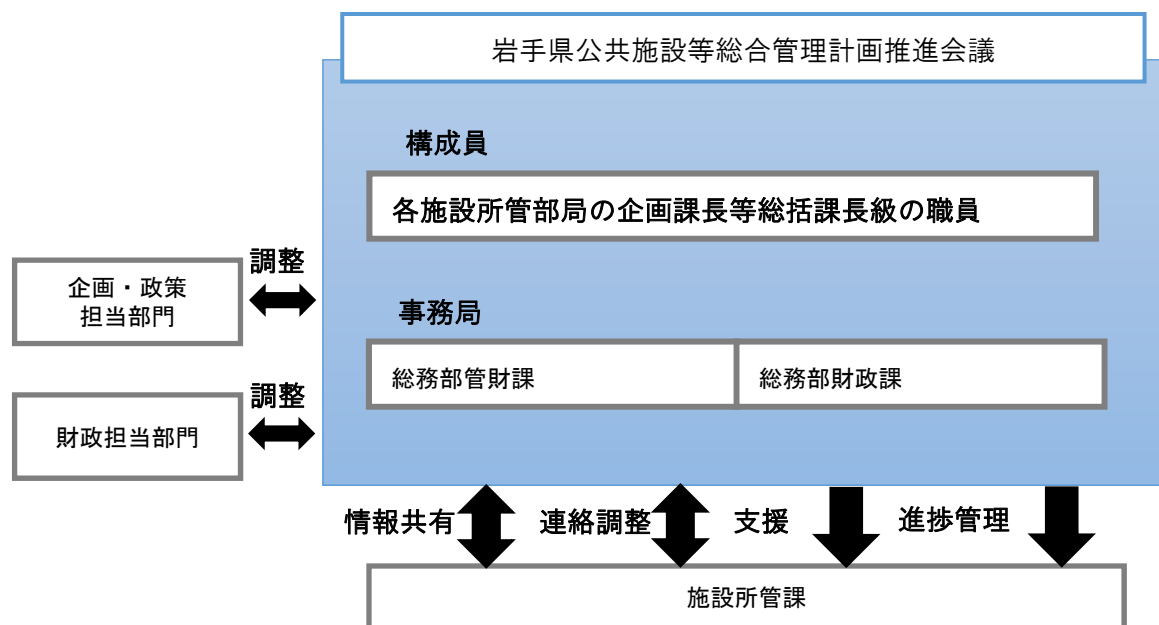 岩手県公共施設等総合管理計画推進会議
構成員
各施設所管部局の企画課長等総括課長級の職員
調整
企画・政策
担当部門
事務局
総務部管財課
総務部財政課
調整
財政担当部門
情報共有
連絡調整
支援
進捗管理
施設所管課